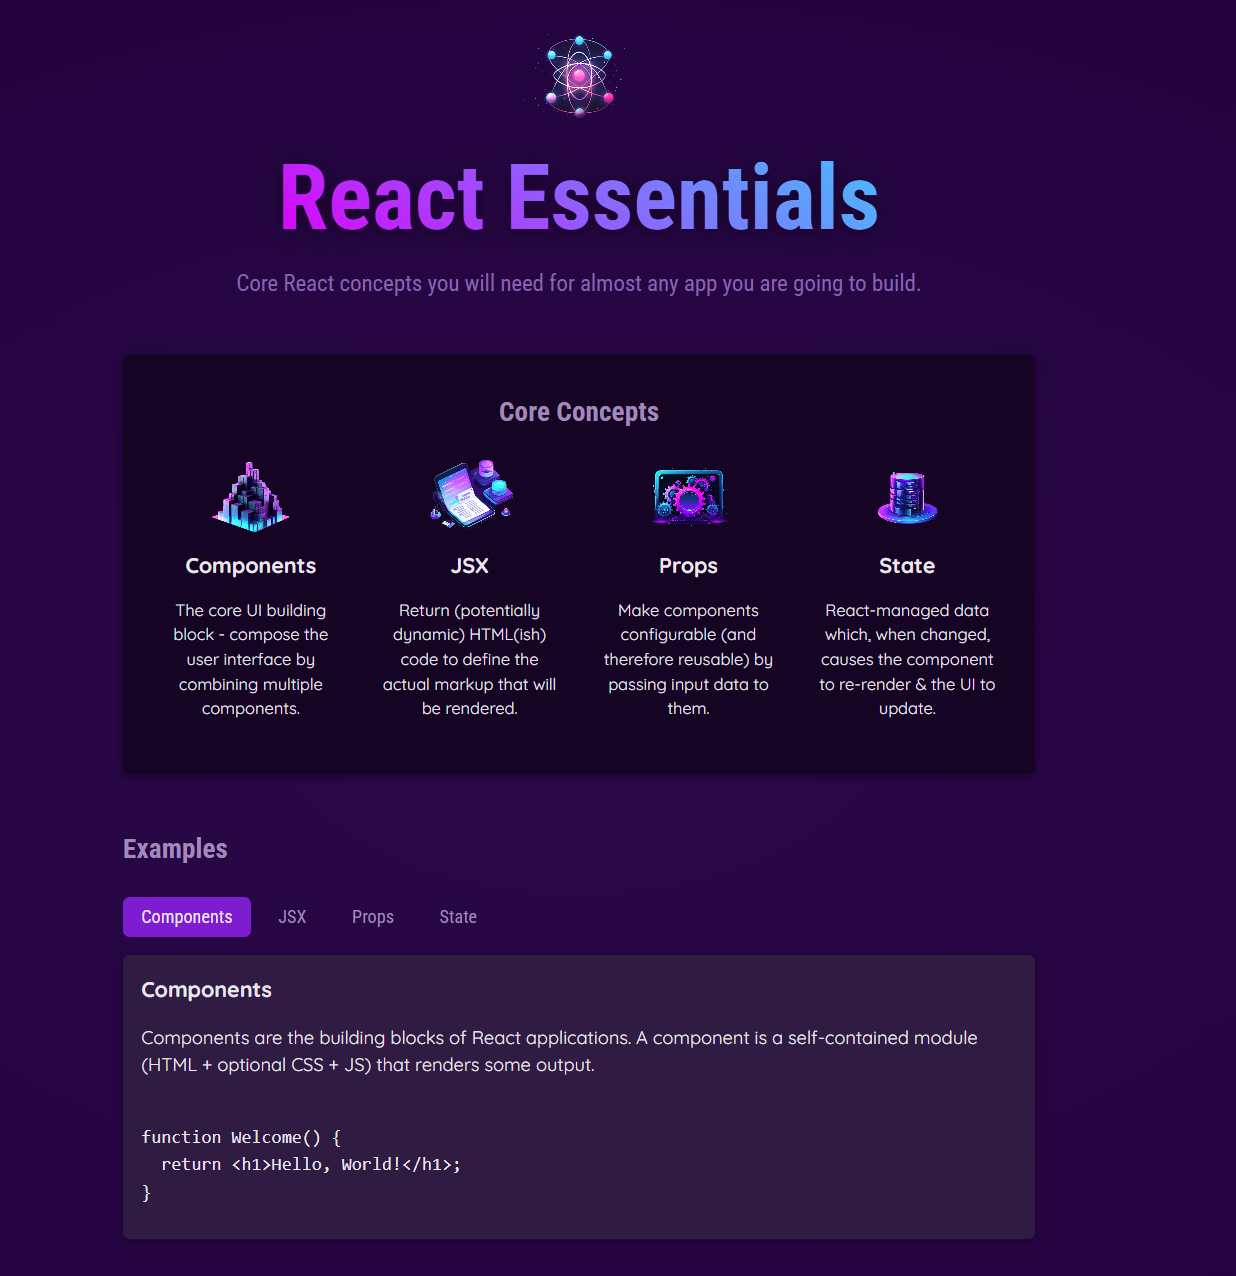 React Essentials
Core React concepts you will need for almost any app you are going to build.
Core Concepts
Components
The core UI building
block - compose the
user interface by
combining multiple
components.
JSX
Return (potentially
dynamic) HTML(ish)
code to define the
actual markup that will
be rendered.
Props
Make components
configurable (and
therefore reusable) by
passing input data to
them.
State
React-managed data
which, when changed,
causes the component
to re-render & the UI to
update.
Examples
Components JSX Props State
Components
Components are the building blocks of React applications. A component is a self-contained module
(HTML + optional CSS + JS) that renders some output.
function Welcome() {
  return <h1>Hello, World!</h1>;
}